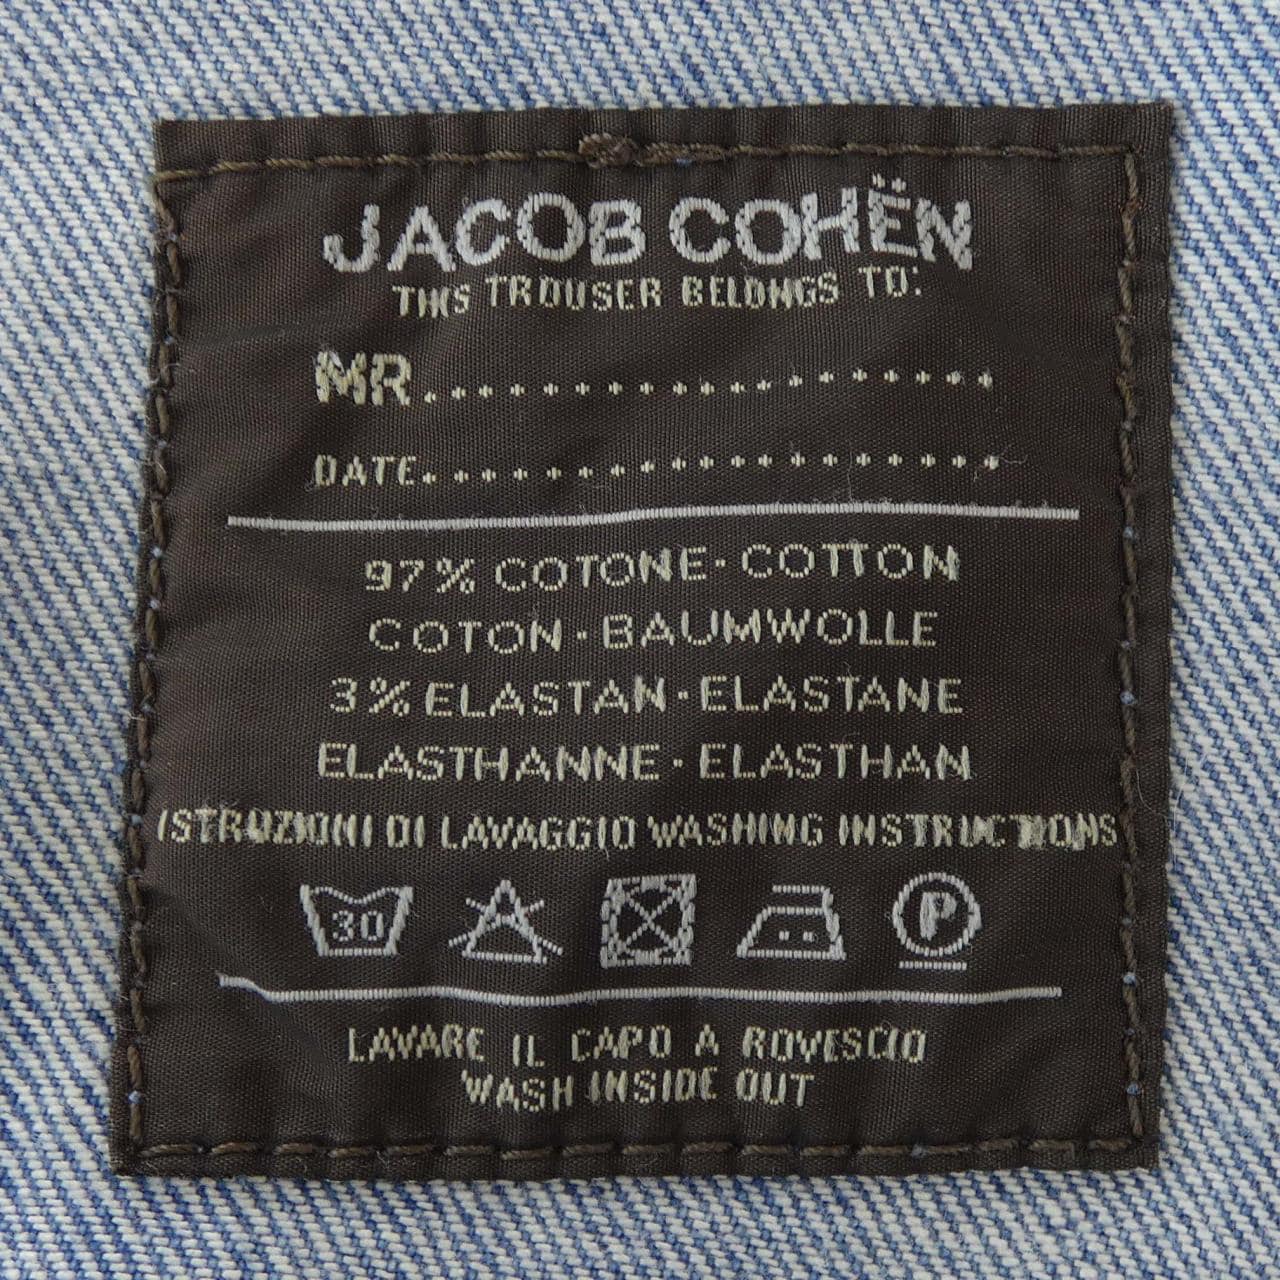 JACOB COHËN
THIS TROUSER BELONGS TO:
MR....................
DATE....................
97% COTONE · COTTON
COTON · BAUMWOLLE
3% ELASTAN · ELASTANE
ELASTHANNE · ELASTHAN
ISTRUZIONI DI LAVAGGIO WASHING INSTRUCTIONS
30 P
LAVARE IL CAPO A ROVESCIO
WASH INSIDE OUT